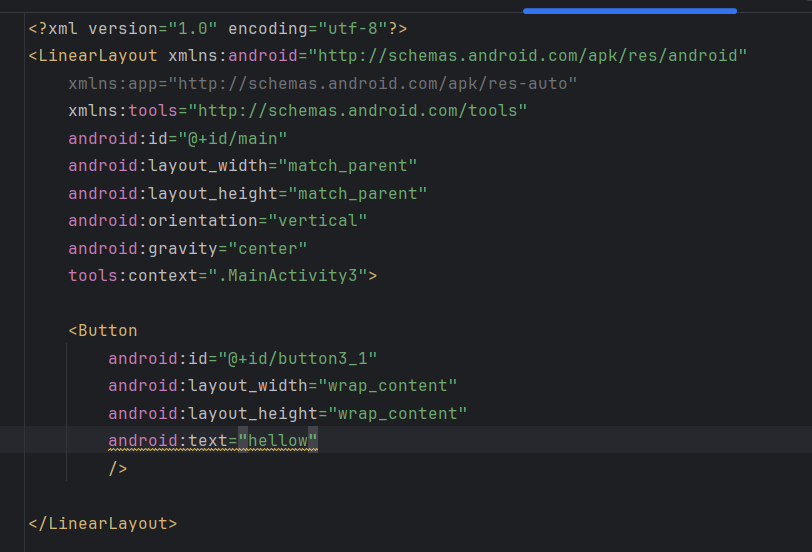 <?xml version="1.0" encoding="utf-8"?>
<LinearLayout xmlns:android="http://schemas.android.com/apk/res/android"
    xmlns:app="http://schemas.android.com/apk/res-auto"
    xmlns:tools="http://schemas.android.com/tools"
    android:id="@+id/main"
    android:layout_width="match_parent"
    android:layout_height="match_parent"
    android:orientation="vertical"
    android:gravity="center"
    tools:context=".MainActivity3">
    <Button
        android:id="@+id/button3_1"
        android:layout_width="wrap_content"
        android:layout_height="wrap_content"
        android:text="hellow"
        />
</LinearLayout>